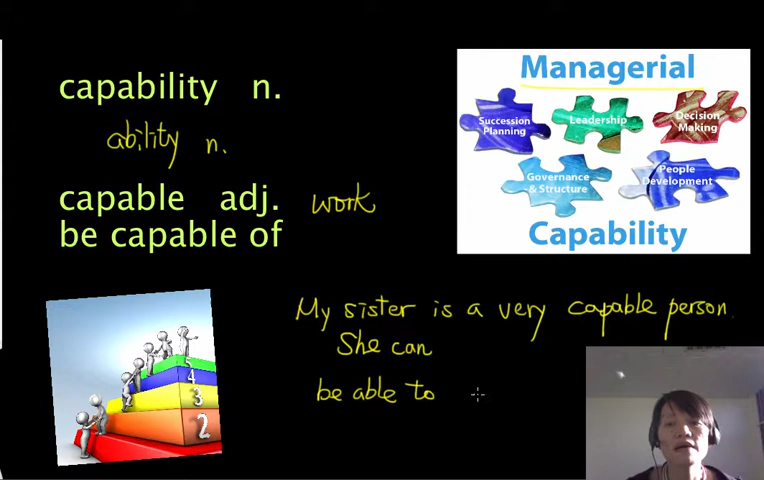 capability n.
ability n.
capable adj. work
be capable of
Managerial
Succession
Planning
Leadership
Decision
Making
Governance
& Structure
People
Development
Capability
5
4
3
2
My sister is a very capable person.
She can
be able to